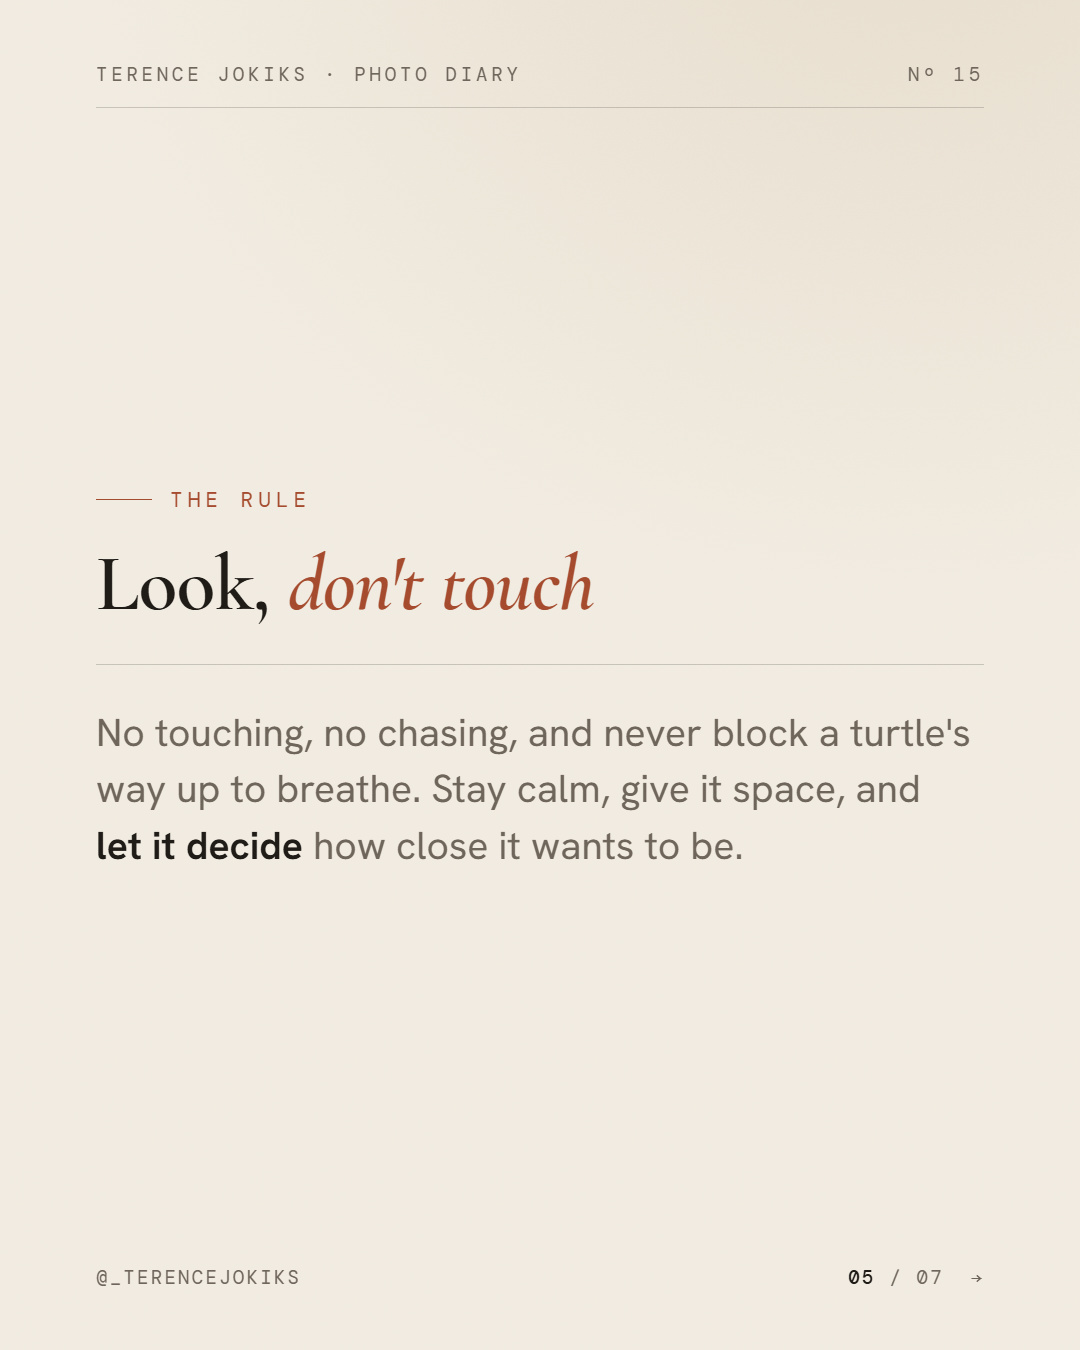 TERENCE JOKIKS · PHOTO DIARY
Nº 15
THE RULE
Look, don't touch
No touching, no chasing, and never block a turtle's
way up to breathe. Stay calm, give it space, and
let it decide how close it wants to be.
@_TERENCEJOKIKS
05 / 07 →